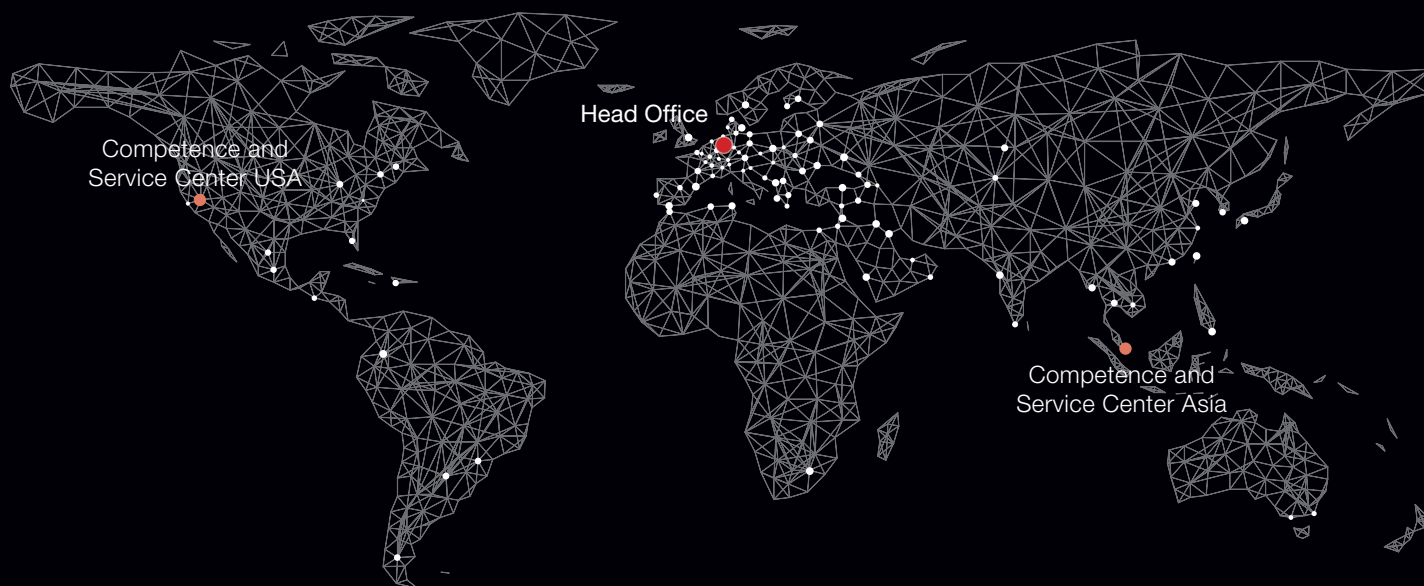 Head Office
Competence and
Service Center USA
Competence and
Service Center Asia